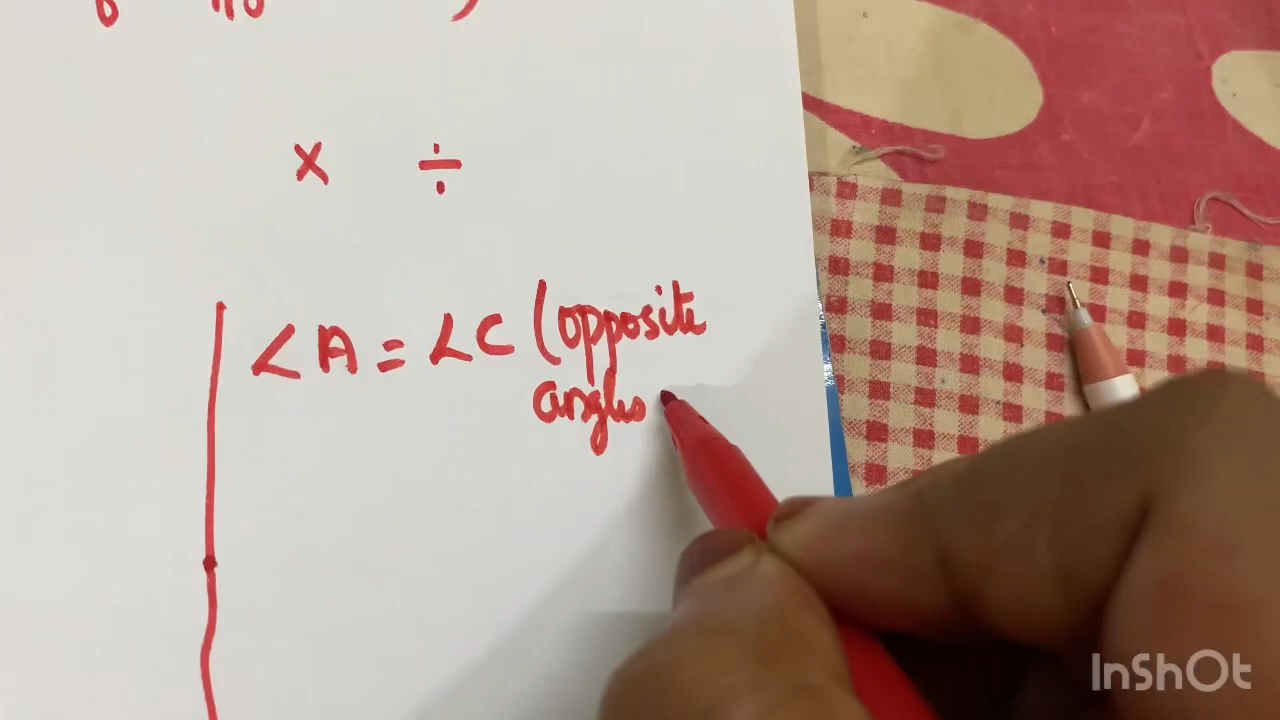 × ÷
∠A = ∠C (opposite
angles
InShOt